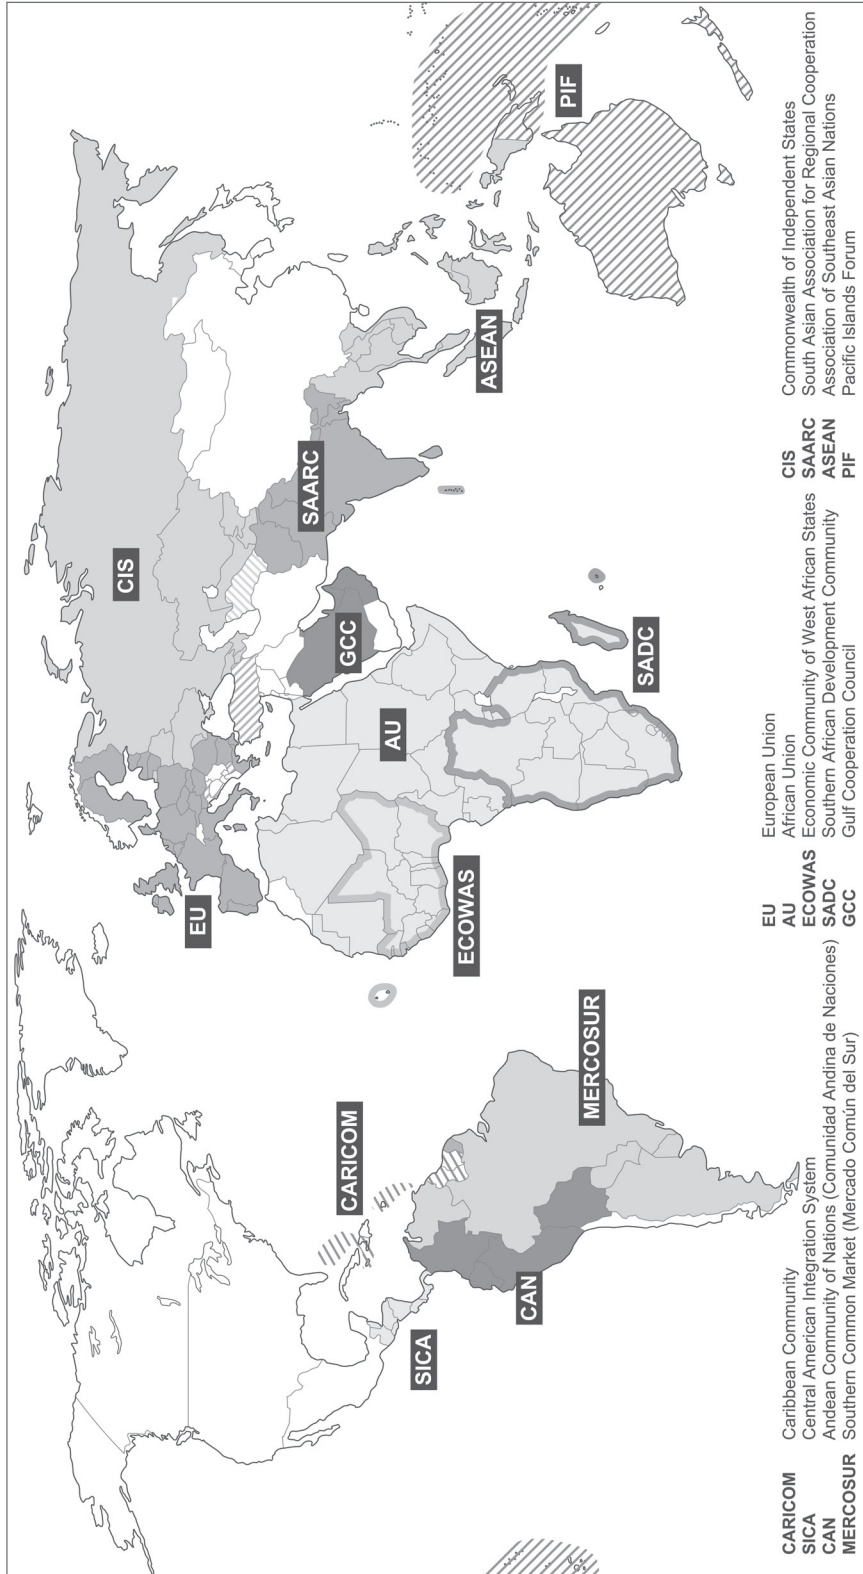 CIS
PIF
SAARC
ASEAN
GCC
EU
AU
ECOWAS
SADC
CARICOM
SICA
CAN
MERCOSUR
CARICOM Caribbean Community
SICA Central American Integration System
CAN Andean Community of Nations (Comunidad Andina de Naciones)
MERCOSUR Southern Common Market (Mercado Común del Sur)
EU European Union
AU African Union
ECOWAS Economic Community of West African States
SADC Southern African Development Community
GCC Gulf Cooperation Council
CIS Commonwealth of Independent States
SAARC South Asian Association for Regional Cooperation
ASEAN Association of Southeast Asian Nations
PIF Pacific Islands Forum